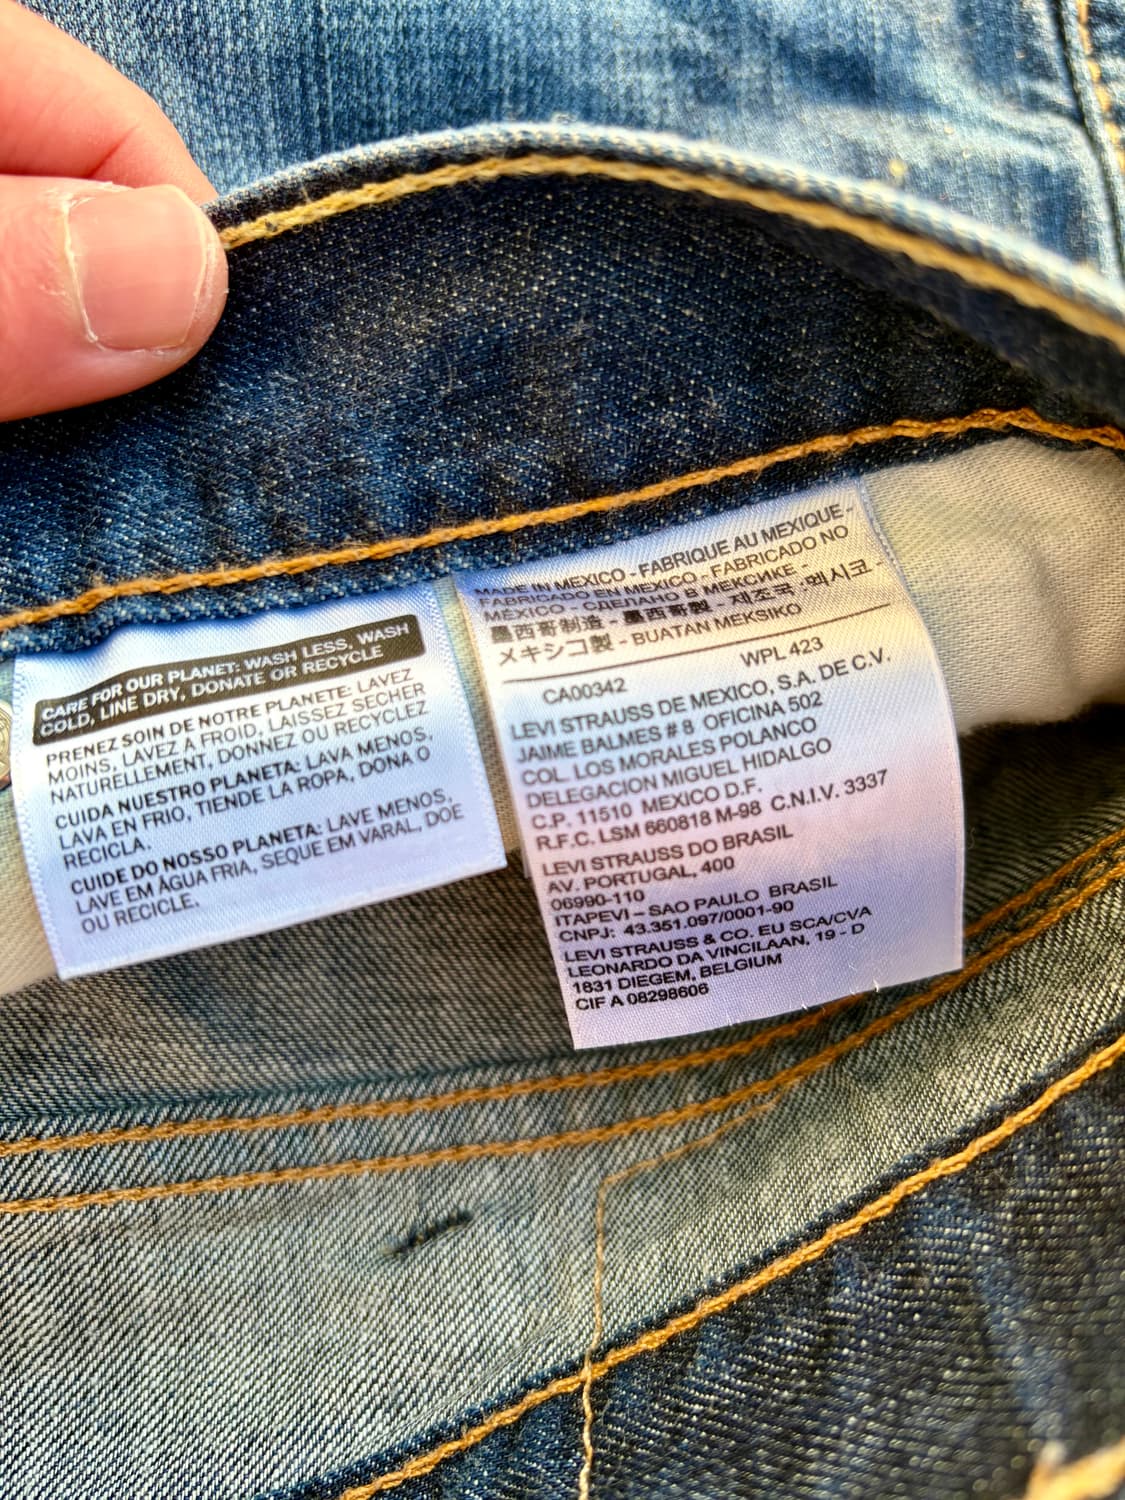 CARE FOR OUR PLANET: WASH LESS, WASH
COLD, LINE DRY, DONATE OR RECYCLE
PRENEZ SOIN DE NOTRE PLANETE: LAVEZ
MOINS, LAVEZ A FROID, LAISSEZ SECHER
NATURELLEMENT, DONNEZ OU RECYCLEZ
CUIDA NUESTRO PLANETA: LAVA MENOS,
LAVA EN FRIO, TIENDE LA ROPA, DONA O
RECICLA.
CUIDE DO NOSSO PLANETA: LAVE MENOS,
LAVE EM ÁGUA FRIA, SEQUE EM VARAL, DOE
OU RECICLE.
MADE IN MEXICO - FABRIQUE AU MEXIQUE -
FABRICADO EN MEXICO - FABRICADO NO
MÉXICO - СДЕЛАНО В МЕКСИКЕ -
墨西哥制造 - 墨西哥製 - 제조국 :멕시코 -
メキシコ製 - BUATAN MEKSIKO
CA00342 WPL 423
LEVI STRAUSS DE MEXICO, S.A. DE C.V.
JAIME BALMES # 8 OFICINA 502
COL. LOS MORALES POLANCO
DELEGACION MIGUEL HIDALGO
C.P. 11510 MEXICO D.F.
R.F.C. LSM 660818 M-98 C.N.I.V. 3337
LEVI STRAUSS DO BRASIL
AV. PORTUGAL, 400
06990-110
ITAPEVI – SAO PAULO BRASIL
CNPJ: 43.351.097/0001-90
LEVI STRAUSS & CO. EU SCA/CVA
LEONARDO DA VINCILAAN, 19 - D
1831 DIEGEM, BELGIUM
CIF A 08298606